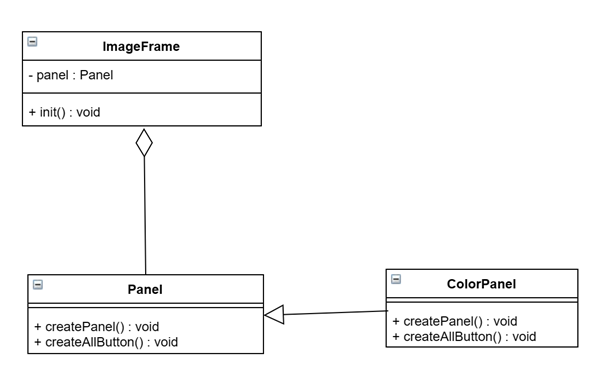 ImageFrame
- panel : Panel
+ init() : void
Panel
+ createPanel() : void
+ createAllButton() : void
ColorPanel
+ createPanel() : void
+ createAllButton() : void